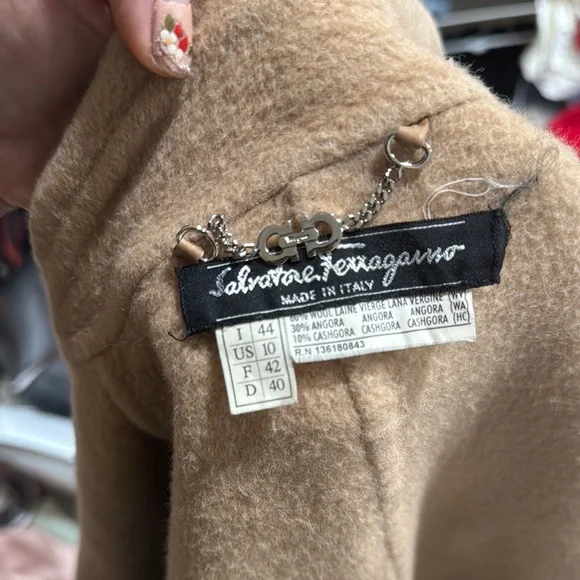 Salvatore Ferragamo
MADE IN ITALY
I 44
US 10
F 42
D 40
60% WOOL LAINE VIERGE LANA VERGINE (WV)
30% ANGORA ANGORA ANGORA (WA)
10% CASHGORA CASHGORA CASHGORA (HC)
R.N 136180843